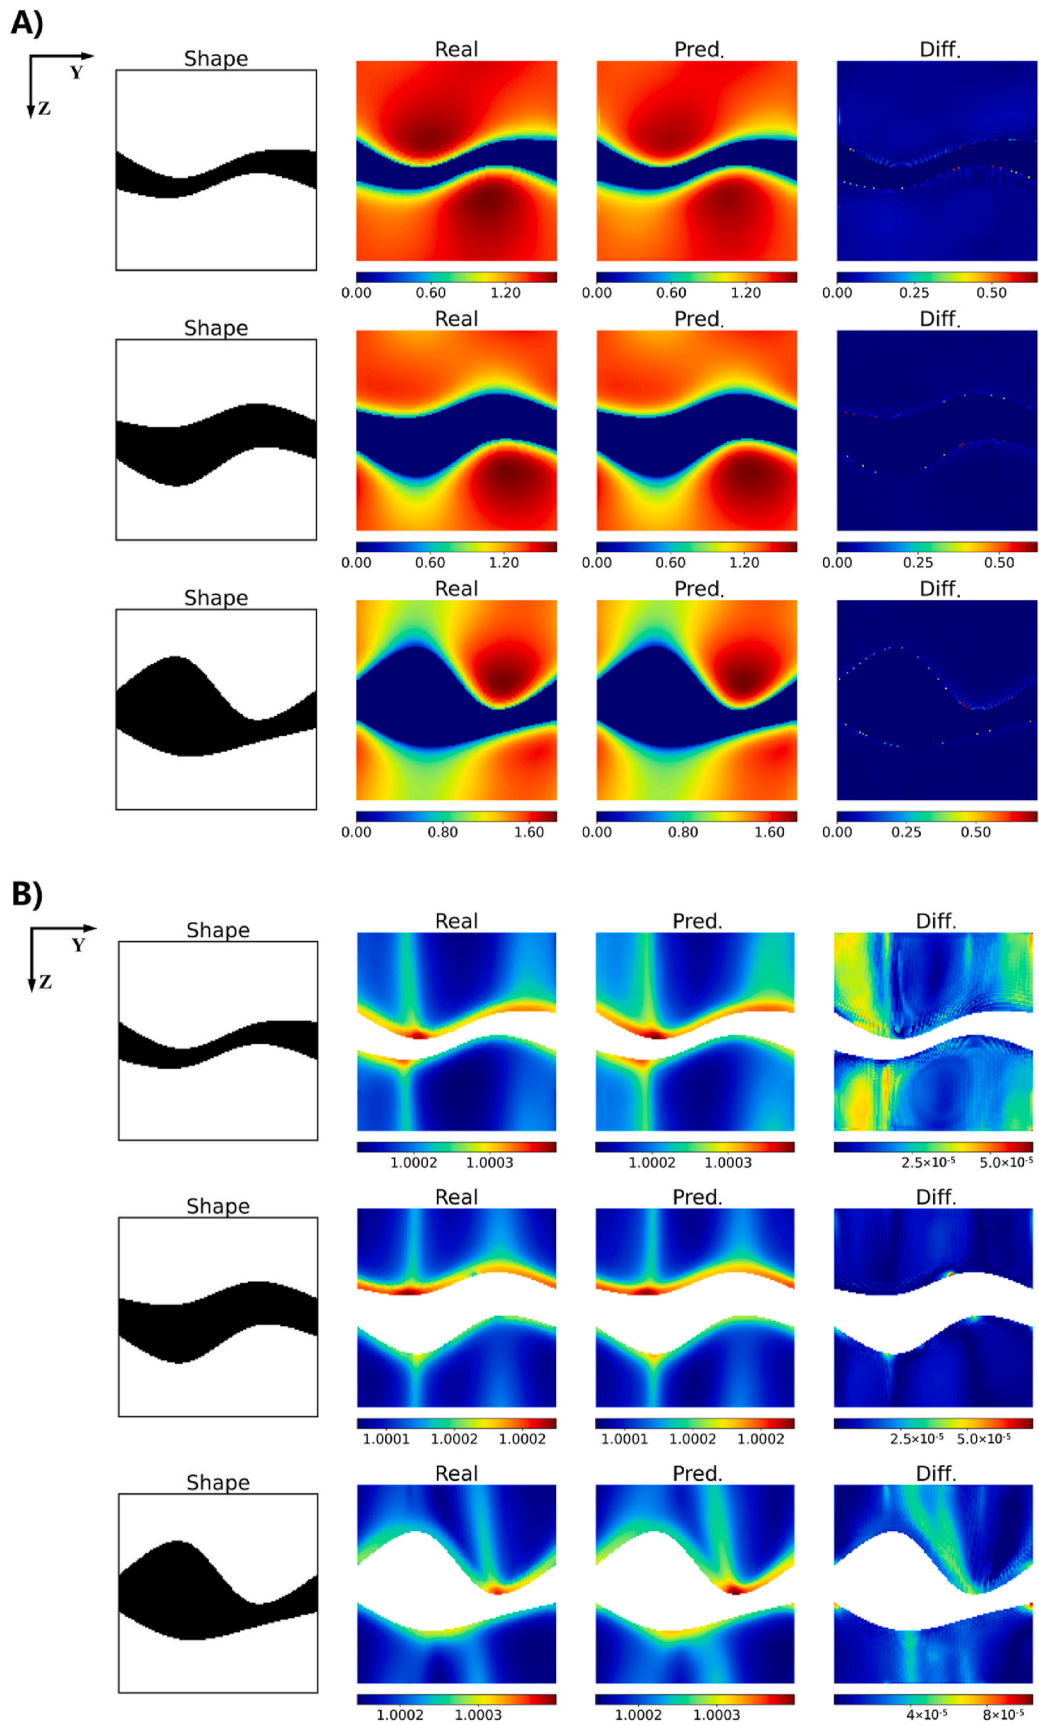 A)
Y
Z
Shape Real Pred. Diff.
0.00 0.60 1.20 0.00 0.60 1.20 0.00 0.25 0.50
Shape Real Pred. Diff.
0.00 0.60 1.20 0.00 0.60 1.20 0.00 0.25 0.50
Shape Real Pred. Diff.
0.00 0.80 1.60 0.00 0.80 1.60 0.00 0.25 0.50
B)
Y
Z
Shape Real Pred. Diff.
1.0002 1.0003 1.0002 1.0003 2.5×10⁻⁵ 5.0×10⁻⁵
Shape Real Pred. Diff.
1.0001 1.0002 1.0002 1.0001 1.0002 1.0002 2.5×10⁻⁵ 5.0×10⁻⁵
Shape Real Pred. Diff.
1.0002 1.0003 1.0002 1.0003 4×10⁻⁵ 8×10⁻⁵